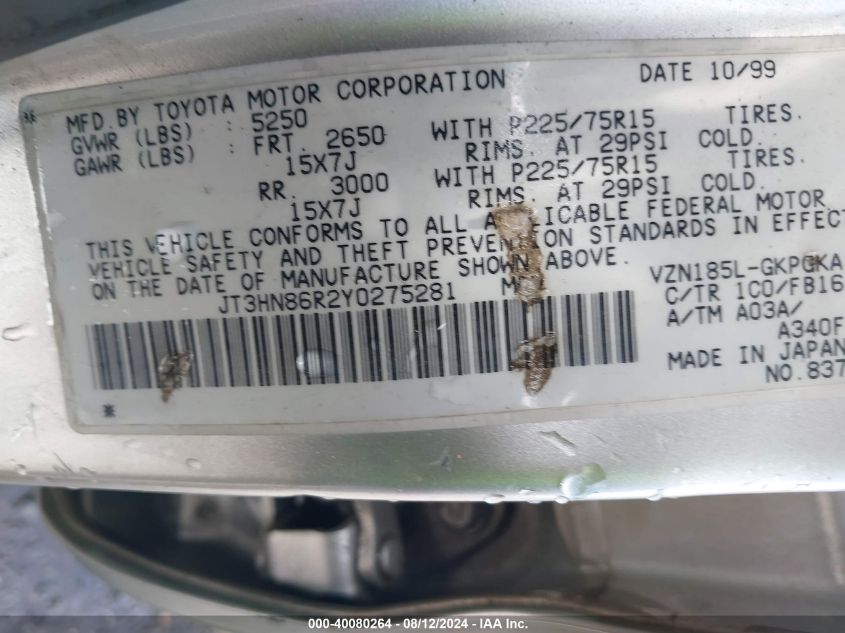 MFD. BY TOYOTA MOTOR CORPORATION DATE 10/99
GVWR (LBS) : 5250
GAWR (LBS) : FRT. 2650 WITH P225/75R15 TIRES.
15X7J RIMS. AT 29PSI COLD.
RR. 3000 WITH P225/75R15 TIRES.
15X7J RIMS. AT 29PSI COLD.
THIS VEHICLE CONFORMS TO ALL FEDERAL MOTOR
VEHICLE SAFETY AND THEFT STANDARDS IN EFFECT
ON THE DATE OF MANUFACTURE SHOWN ABOVE.
JT3HN86R2Y0275281 VZN185L-GKPGKA
C/TR 1C0/FB16
A/TM A03A/
A340F
MADE IN JAPAN
NO.837
000-40080264 - 08/12/2024 - IAA Inc.